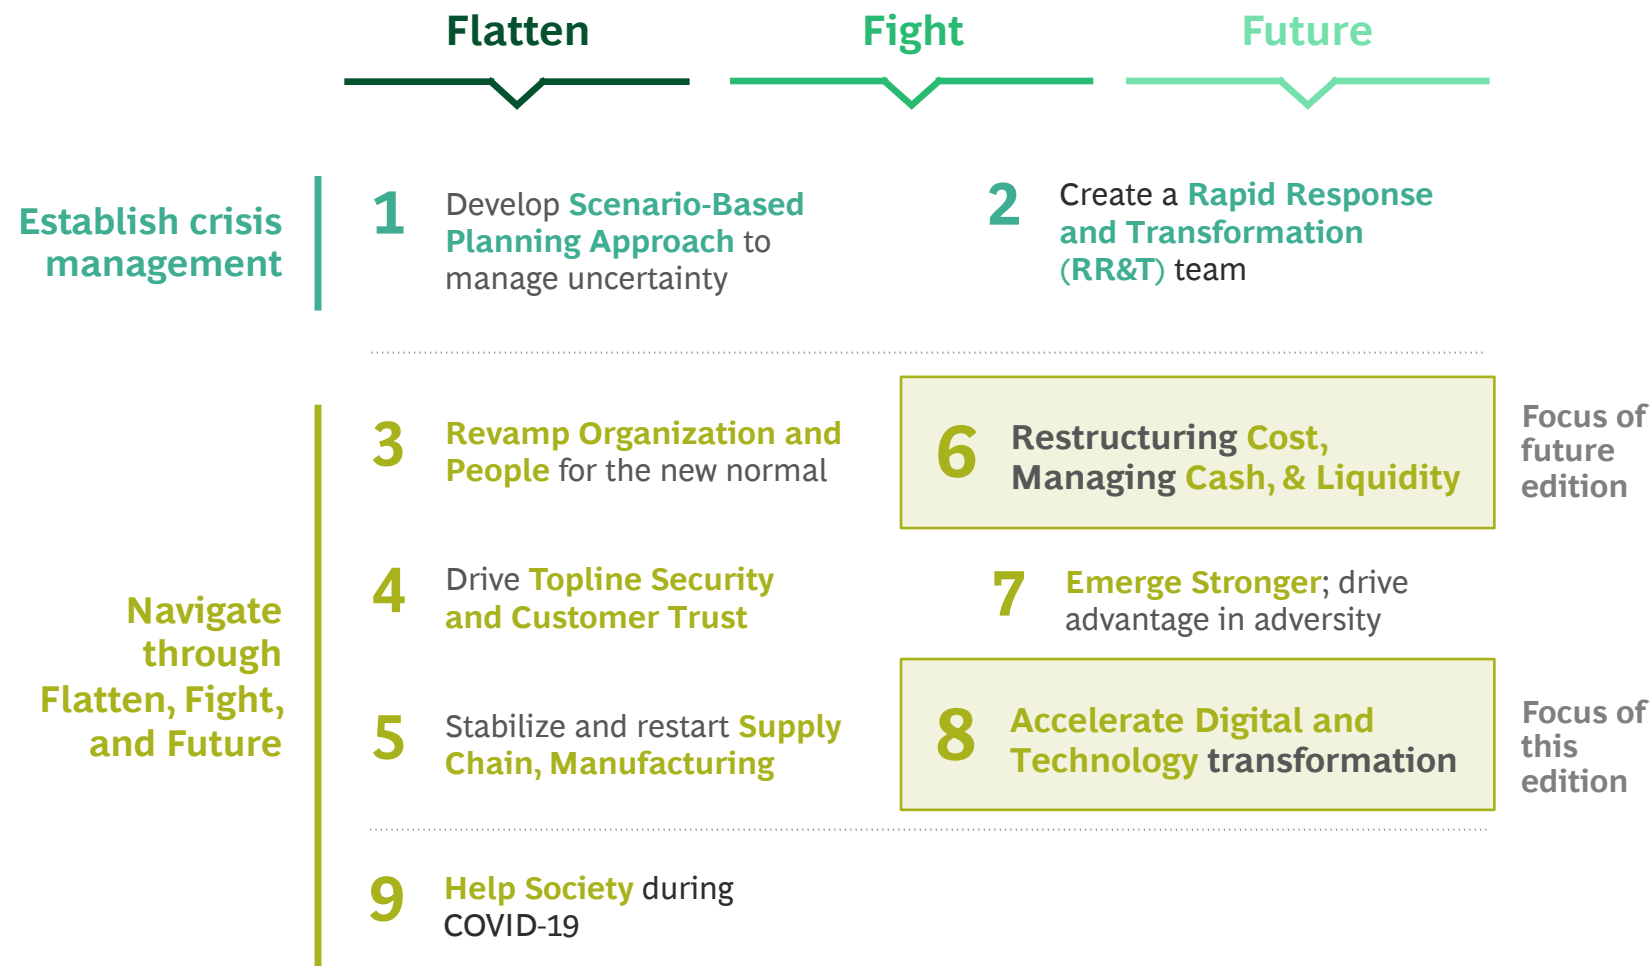 Flatten
Fight
Future
Establish crisis
management
1
Develop Scenario-Based
Planning Approach to
manage uncertainty
2
Create a Rapid Response
and Transformation
(RR&T) team
Navigate
through
Flatten, Fight,
and Future
3
Revamp Organization and
People for the new normal
6
Restructuring Cost,
Managing Cash, & Liquidity
Focus of
future
edition
4
Drive Topline Security
and Customer Trust
7
Emerge Stronger; drive
advantage in adversity
5
Stabilize and restart Supply
Chain, Manufacturing
8
Accelerate Digital and
Technology transformation
Focus of
this
edition
9
Help Society during
COVID-19